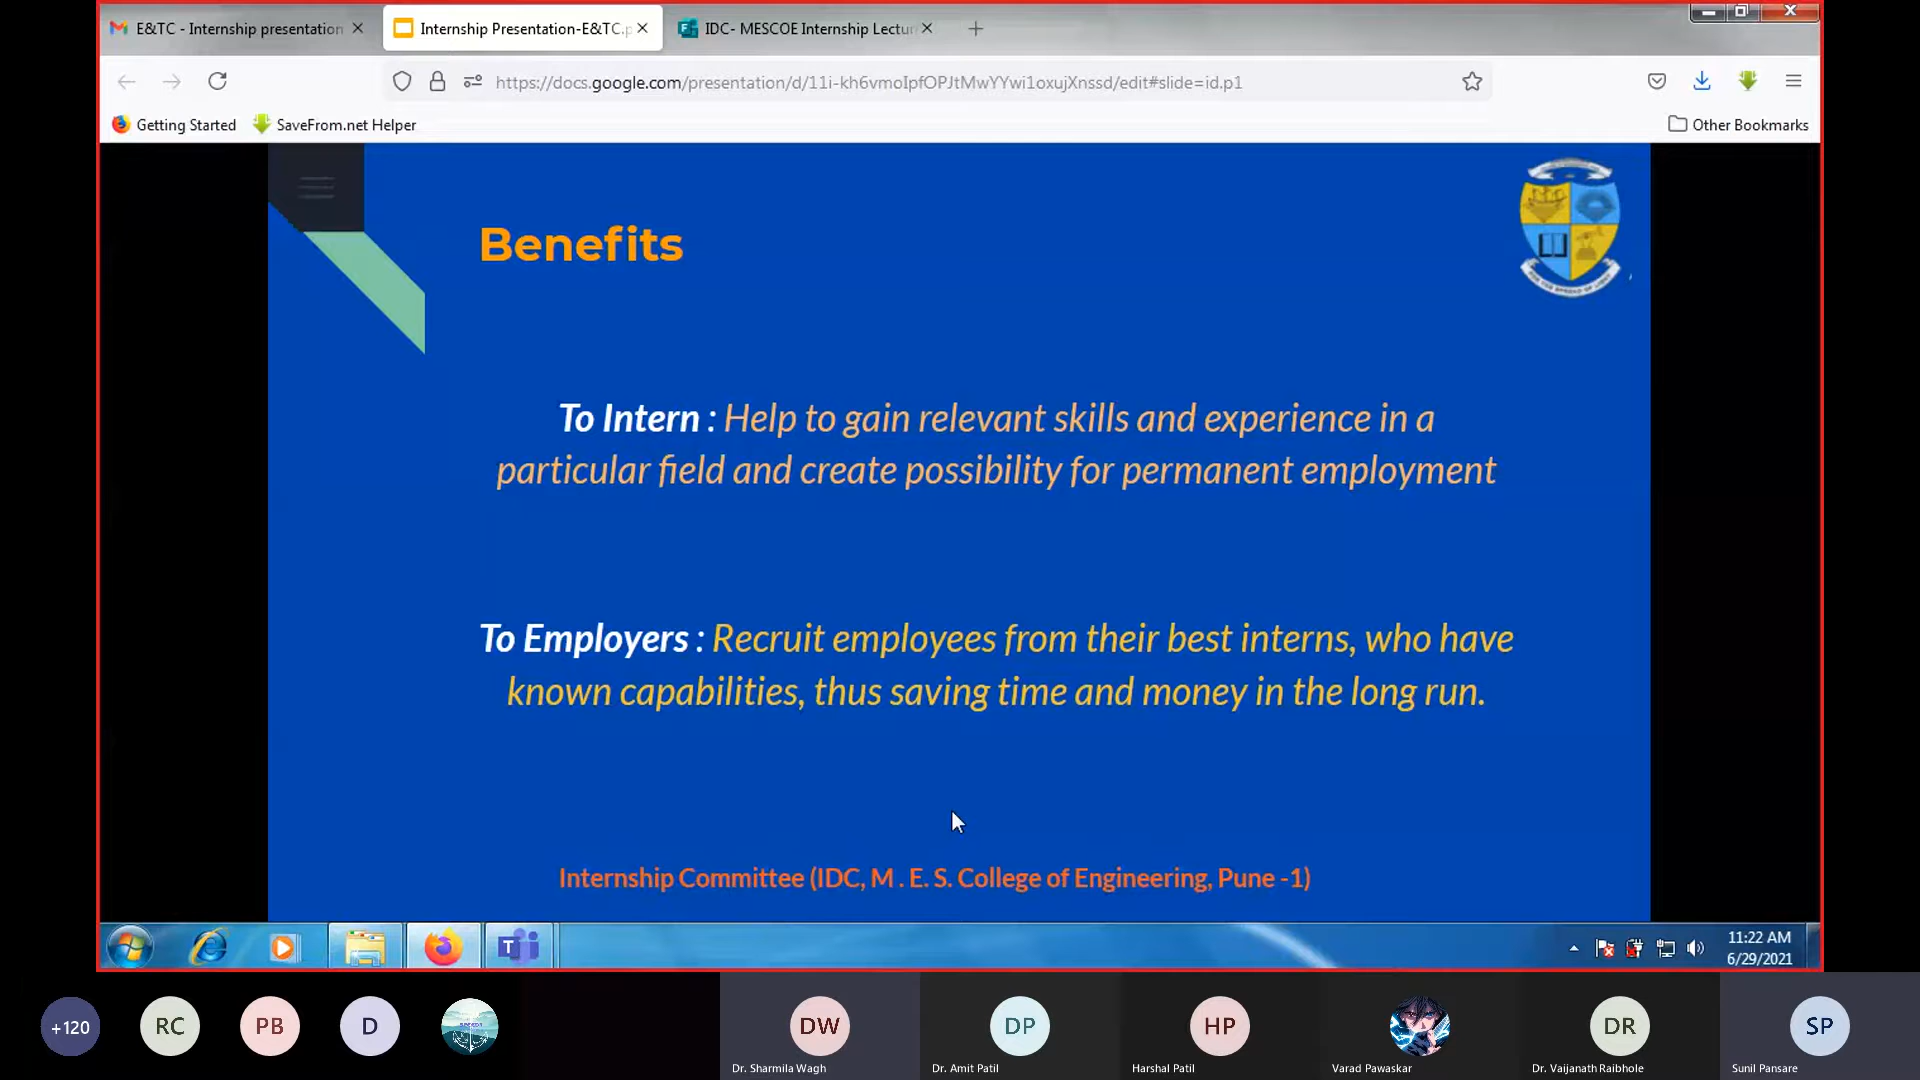 E&TC - Internship presentation
Internship Presentation-E&TC.p
IDC- MESCOE Internship Lectur
https://docs.google.com/presentation/d/11i-kh6vmoIpfOPJtMwYYwi1oxujXnssd/edit#slide=id.p1
Getting Started
SaveFrom.net Helper
Other Bookmarks
Benefits
To Intern : Help to gain relevant skills and experience in a
particular field and create possibility for permanent employment
To Employers : Recruit employees from their best interns, who have
known capabilities, thus saving time and money in the long run.
Internship Committee (IDC, M . E. S. College of Engineering, Pune -1)
11:22 AM
6/29/2021
+120
RC
PB
D
DW
DP
HP
DR
SP
Dr. Sharmila Wagh
Dr. Amit Patil
Harshal Patil
Varad Pawaskar
Dr. Vaijanath Raibhole
Sunil Pansare